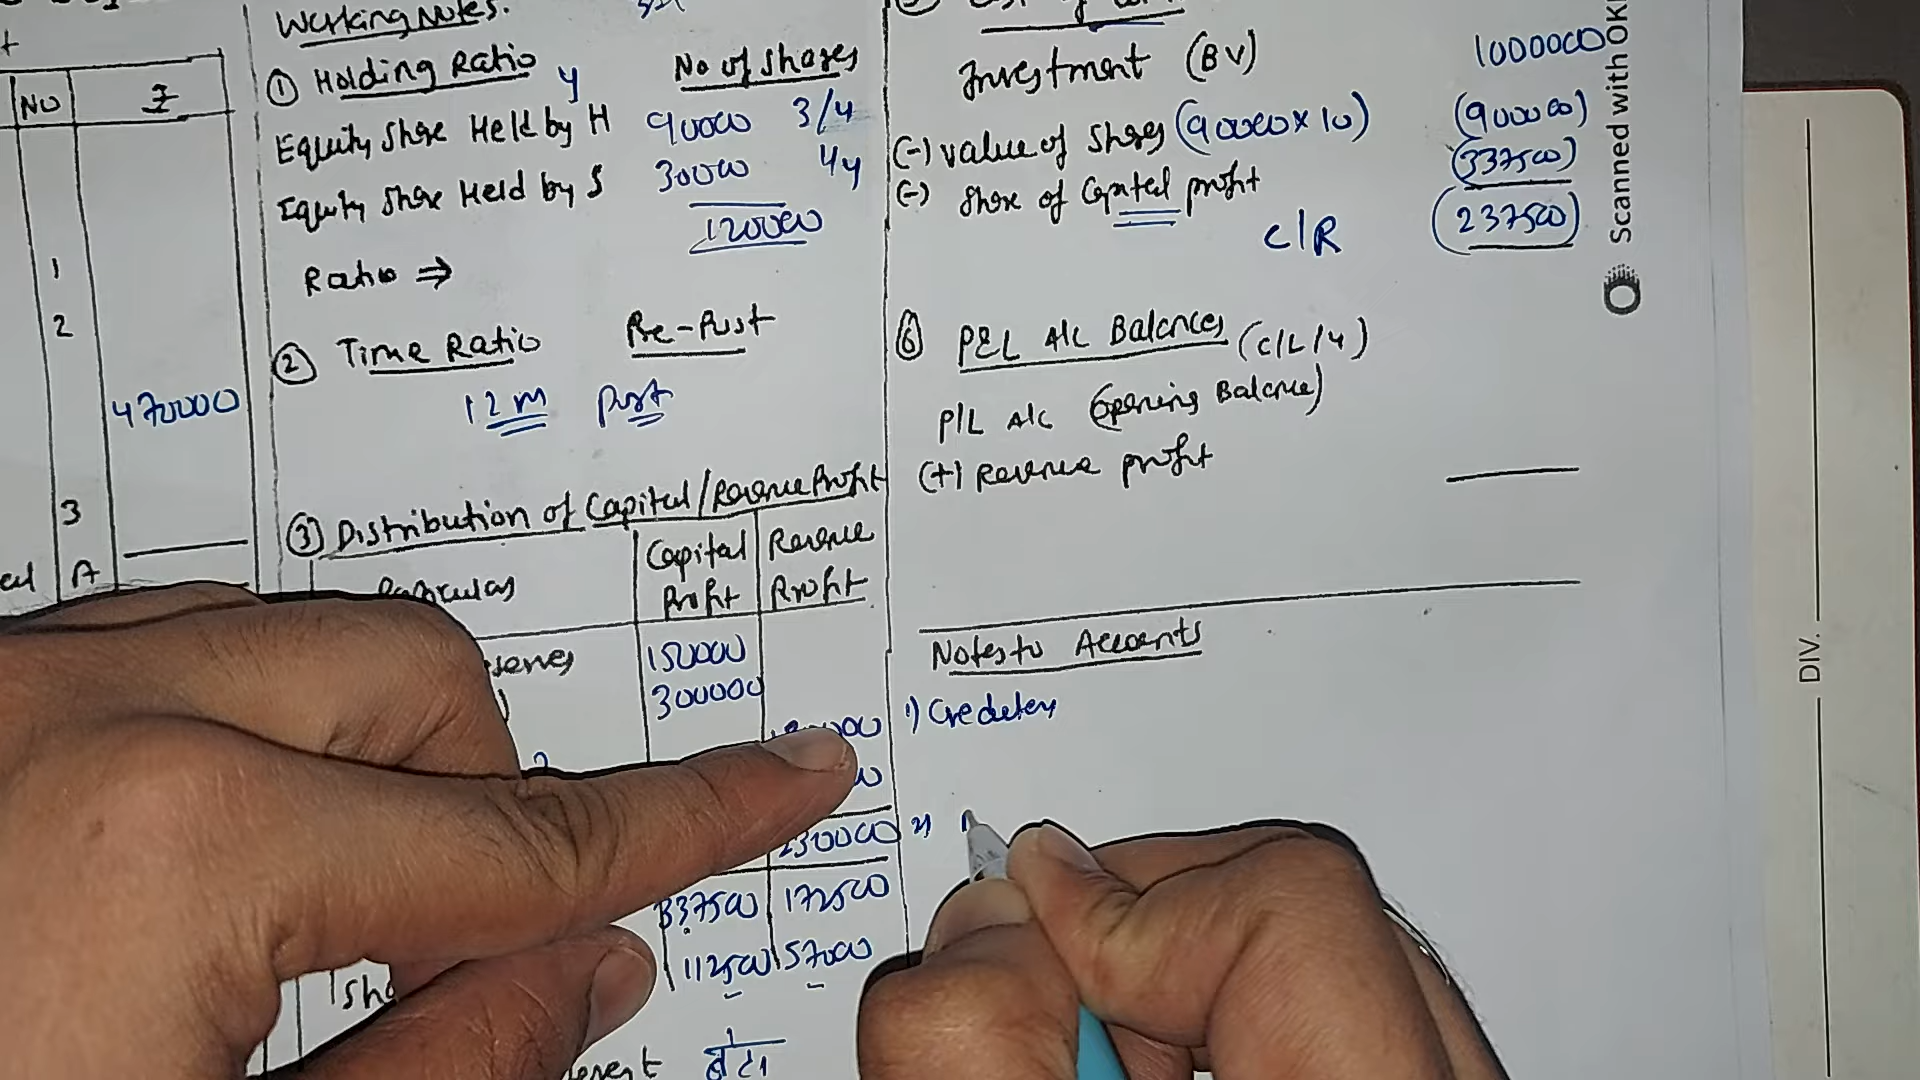 Working Notes.
NO
₹
1
2
470000
3
A
① Holding Ratio
No of Shares
Equity Share Held by H 90000 3/4
Equity Share Held by S 30000 1/4
120000
Ratio ⇒
② Time Ratio Pre-Post
12m Post
③ Distribution of Capital/Revenue Profit
Capital Profit
Revenue Profit
150000
300000
230000
337500 172500
112500 57000
Investment (BV) 1000000
(-) Value of Shares (90000×10) (900000)
(-) Share of Capital profit (337500)
C/R (237500)
⑥ P&L A/c Balances (C/L/4)
P/L A/c (Opening Balance)
(+) Revenue profit
Notes to Accounts
1) Creditors
2)
Scanned with OK
DIV.